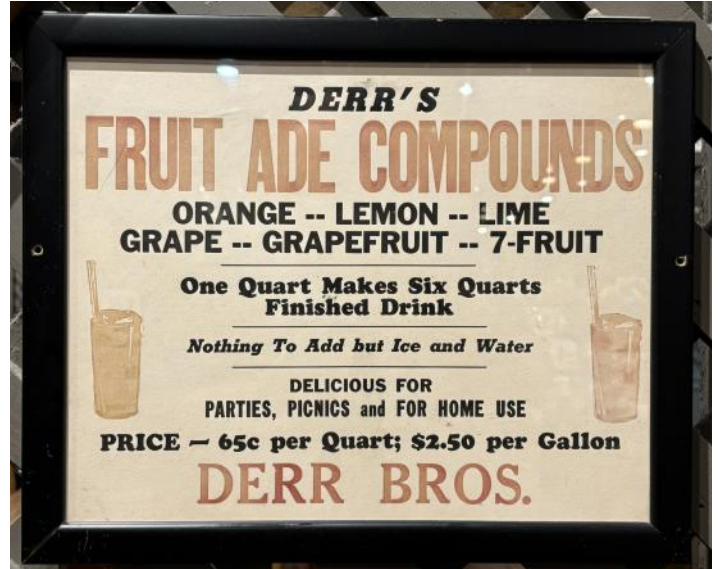 DERR'S
FRUIT ADE COMPOUNDS
ORANGE -- LEMON -- LIME
GRAPE -- GRAPEFRUIT -- 7-FRUIT
One Quart Makes Six Quarts
Finished Drink
Nothing To Add but Ice and Water
DELICIOUS FOR
PARTIES, PICNICS and FOR HOME USE
PRICE — 65c per Quart; $2.50 per Gallon
DERR BROS.